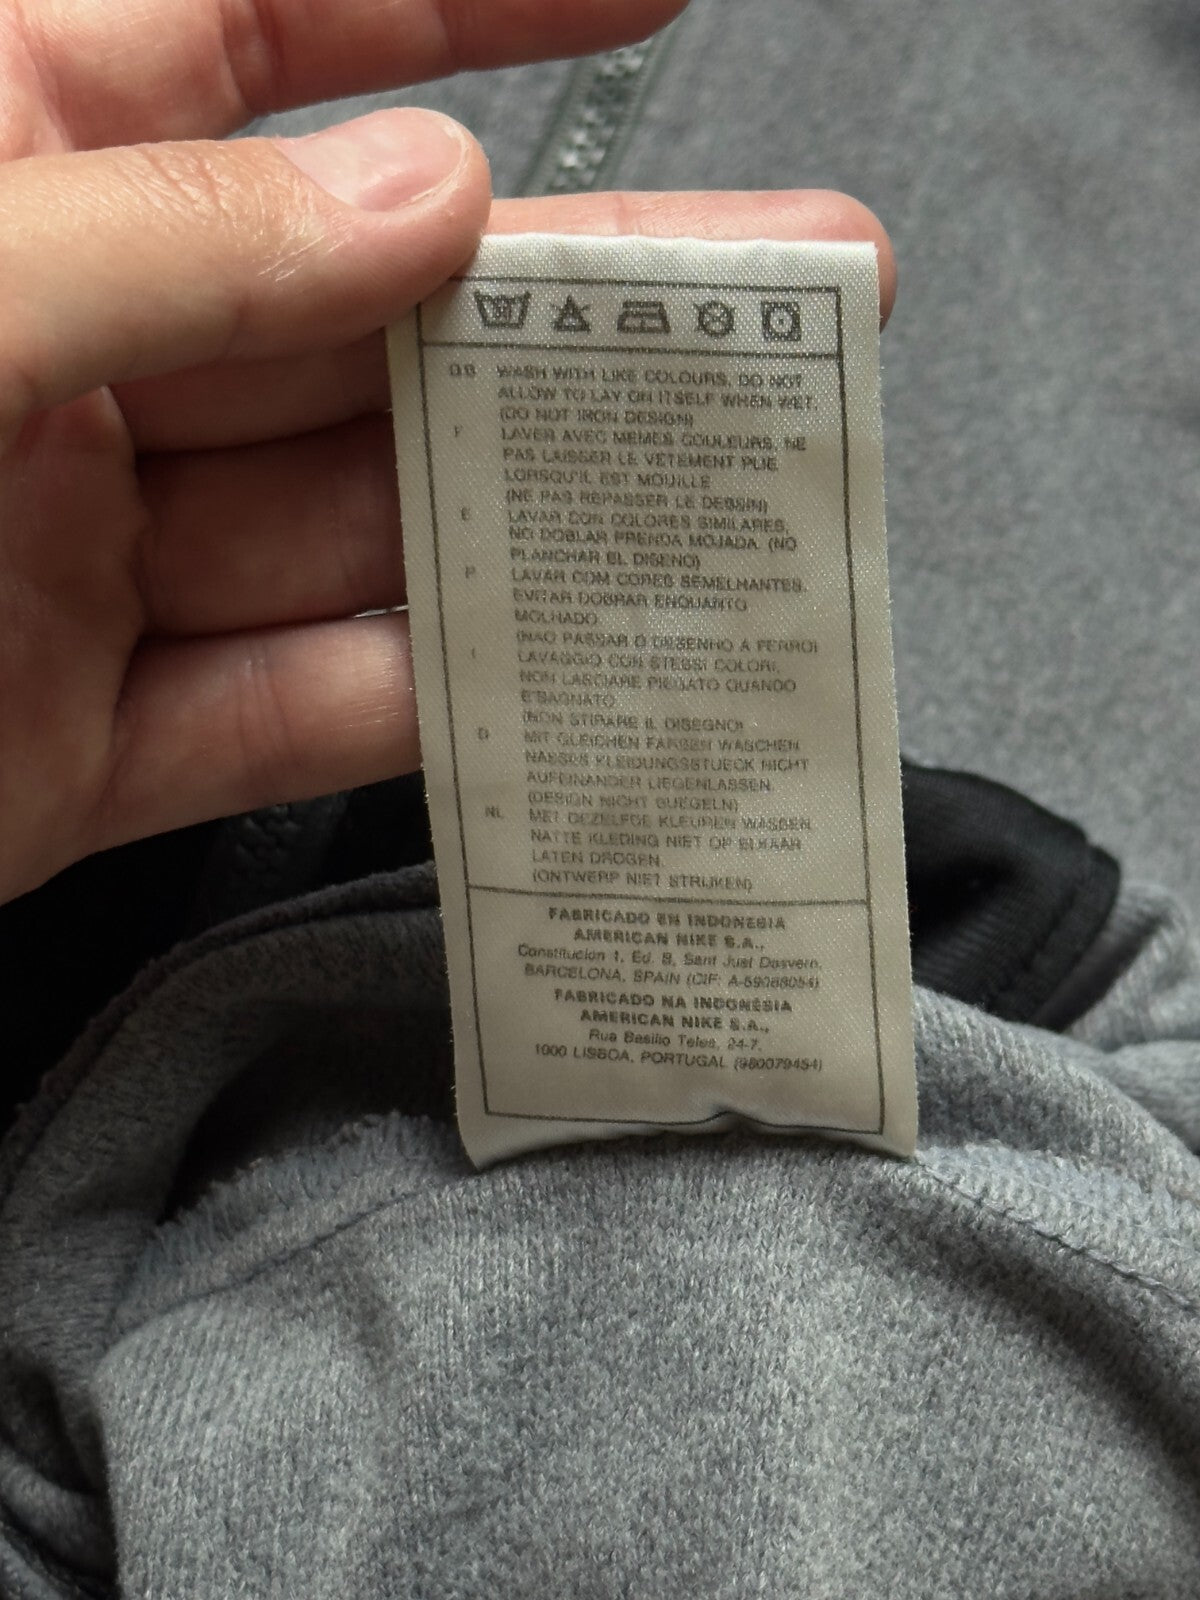 GB WASH WITH LIKE COLOURS, DO NOT
ALLOW TO LAY ON ITSELF WHEN WET.
(DO NOT IRON DESIGN)
F LAVER AVEC MEMES COULEURS, NE
PAS LAISSER LE VETEMENT PLIE
LORSQU'IL EST MOUILLE
(NE PAS REPASSER LE DESSIN)
E LAVAR CON COLORES SIMILARES,
NO DOBLAR PRENDA MOJADA. (NO
PLANCHAR EL DISENO)
P LAVAR COM CORES SEMELHANTES.
EVITAR DOBRAR ENQUANTO
MOLHADO.
(NAO PASSAR O DESENHO A FERRO)
I LAVAGGIO CON STESSI COLORI,
NON LASCIARE PIEGATO QUANDO
E'BAGNATO.
(NON STIRARE IL DISEGNO)
D MIT GLEICHEN FARBEN WASCHEN
NASSES KLEIDUNGSSTUECK NICHT
AUFEINANDER LIEGENLASSEN.
(DESIGN NICHT BUEGELN)
NL MET DEZELFDE KLEUREN WASSEN
NATTE KLEDING NIET OP ELKAAR
LATEN DROGEN.
(ONTWERP NIET STRIJKEN)
FABRICADO EN INDONESIA
AMERICAN NIKE S.A.,
Constitucion 1, Ed. B, Sant Just Desvern,
BARCELONA, SPAIN (CIF: A-59088054)
FABRICADO NA INDONÉSIA
AMERICAN NIKE S.A.,
Rua Basilio Teles, 24-7,
1000 LISBOA, PORTUGAL (980079454)